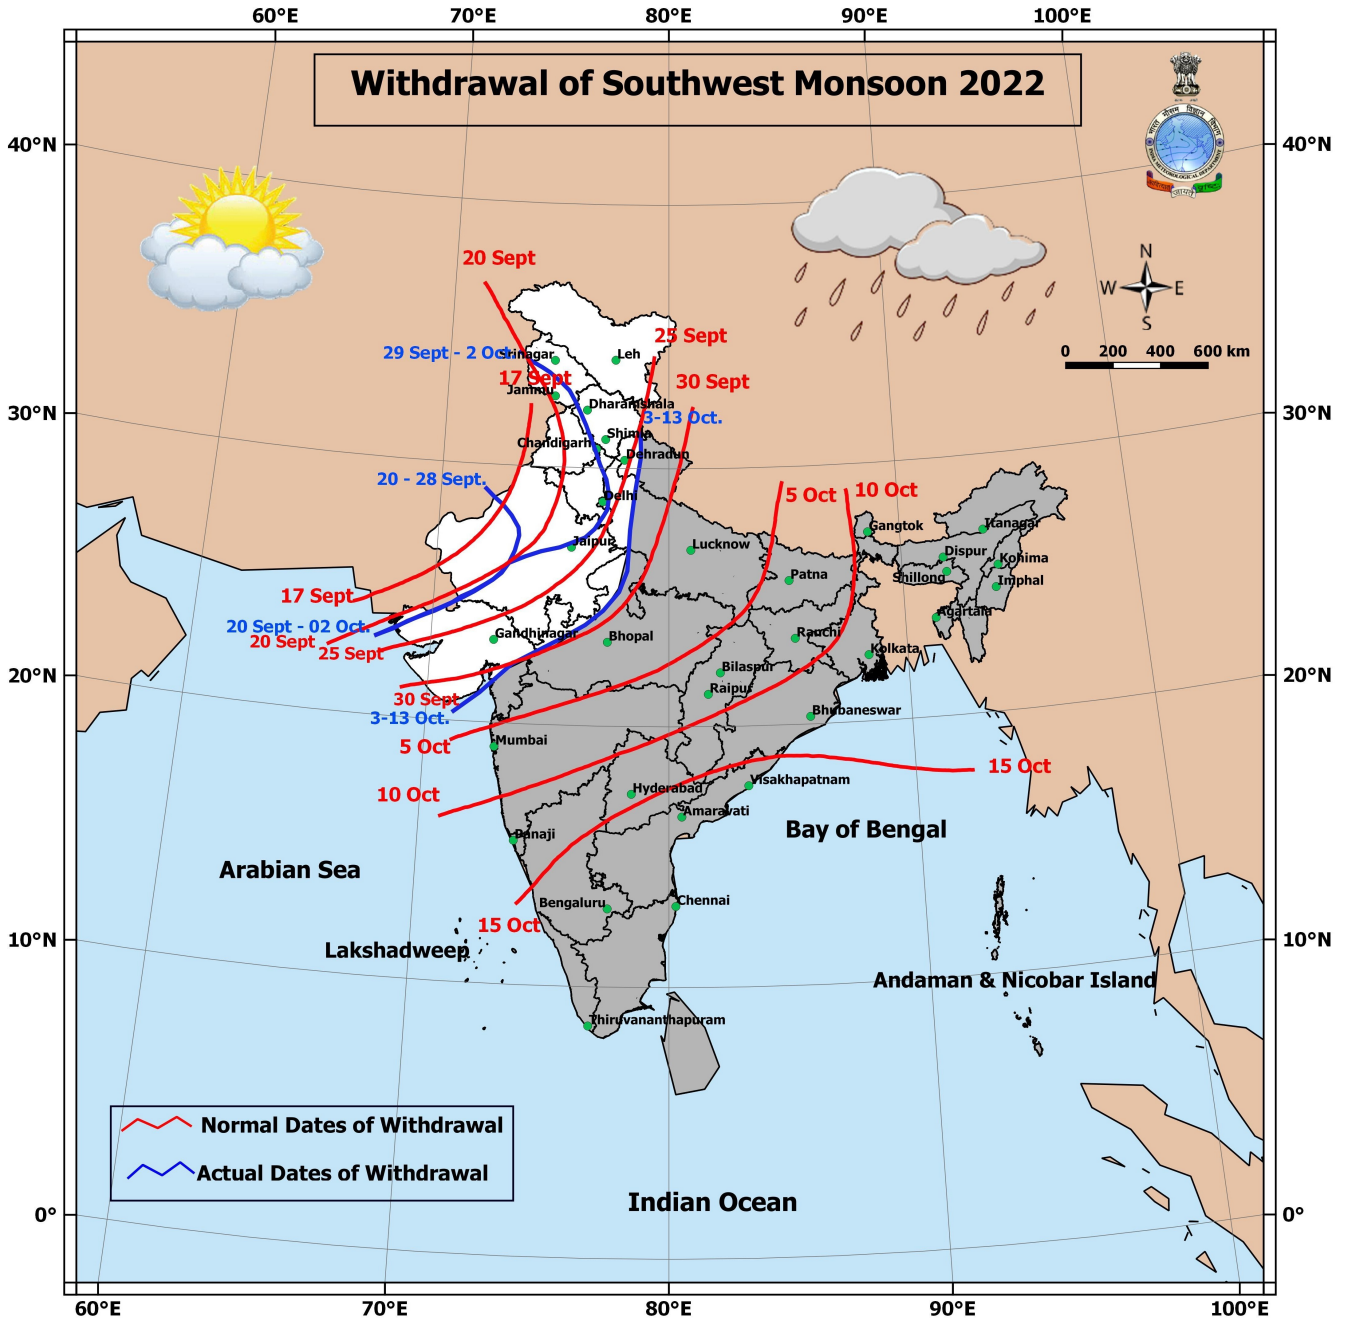 60°E 70°E 80°E 90°E 100°E
Withdrawal of Southwest Monsoon 2022
40°N 40°N
भारत मौसम विज्ञान विभाग
INDIA METEOROLOGICAL DEPARTMENT
N
W E
S
20 Sept
0 200 400 600 km
25 Sept
29 Sept - 2 Oct.
Srinagar
Leh
17 Sept
30 Sept
Jammu
Dharamshala
30°N 30°N
3-13 Oct.
Shimla
Chandigarh
Dehradun
20 - 28 Sept.
Delhi
5 Oct
10 Oct
Gangtok
Itanagar
Jaipur
Lucknow
Dispur
Kohima
Patna
Shillong
Imphal
17 Sept
Agartala
20 Sept - 02 Oct.
20 Sept
Gandhinagar
Bhopal
Ranchi
25 Sept
Kolkata
20°N 20°N
Bilaspur
Raipur
30 Sept
3-13 Oct.
Bhubaneswar
5 Oct
Mumbai
15 Oct
Visakhapatnam
10 Oct
Hyderabad
Amaravati
Panaji
Bay of Bengal
Arabian Sea
Bengaluru
Chennai
15 Oct
10°N 10°N
Lakshadweep
Andaman & Nicobar Island
Thiruvananthapuram
Normal Dates of Withdrawal
Actual Dates of Withdrawal
Indian Ocean
0° 0°
60°E 70°E 80°E 90°E 100°E